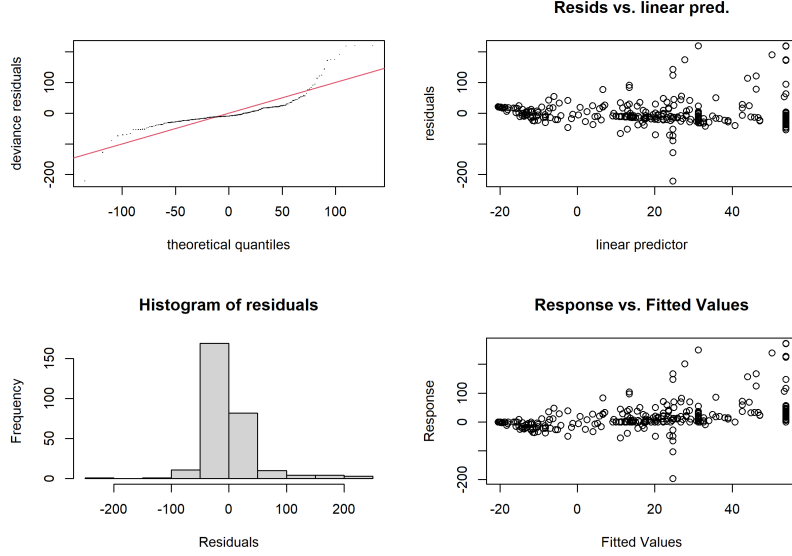 Resids vs. linear pred.
deviance residuals
-200 0 100
-100 -50 0 50 100
theoretical quantiles
residuals
-200 0 100
-20 0 20 40
linear predictor
Histogram of residuals
Frequency
0 50 100 150
-200 -100 0 100 200
Residuals
Response vs. Fitted Values
Response
-200 0 100
-20 0 20 40
Fitted Values